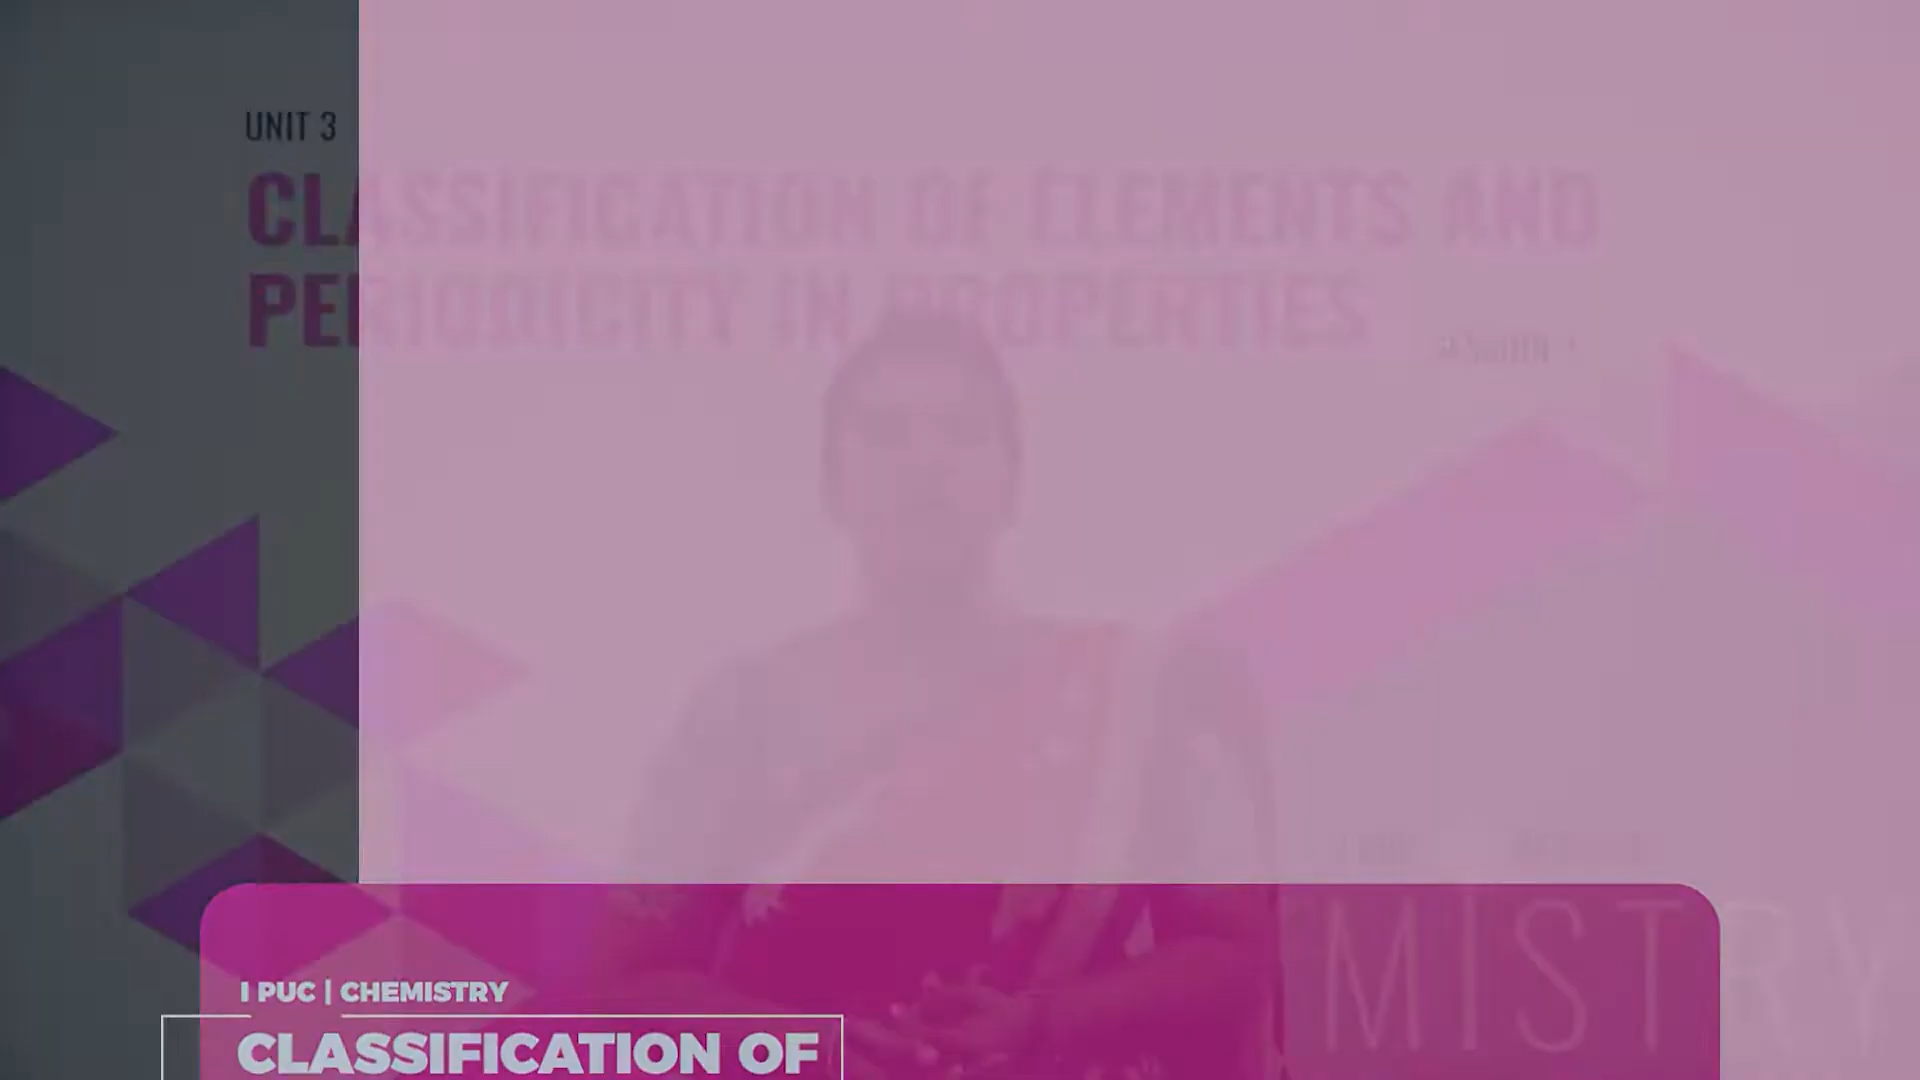 UNIT 3
CLASSIFICATION OF ELEMENTS AND
PERIODICITY IN PROPERTIES
MISTRY
I PUC | CHEMISTRY
CLASSIFICATION OF